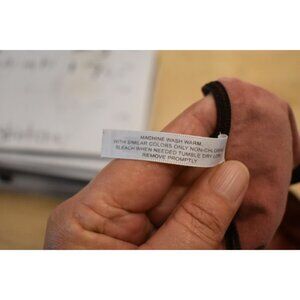 MACHINE WASH WARM.
WITH SIMILAR COLORS ONLY NON-CHLORINE
BLEACH WHEN NEEDED TUMBLE DRY LOW
REMOVE PROMPTLY.